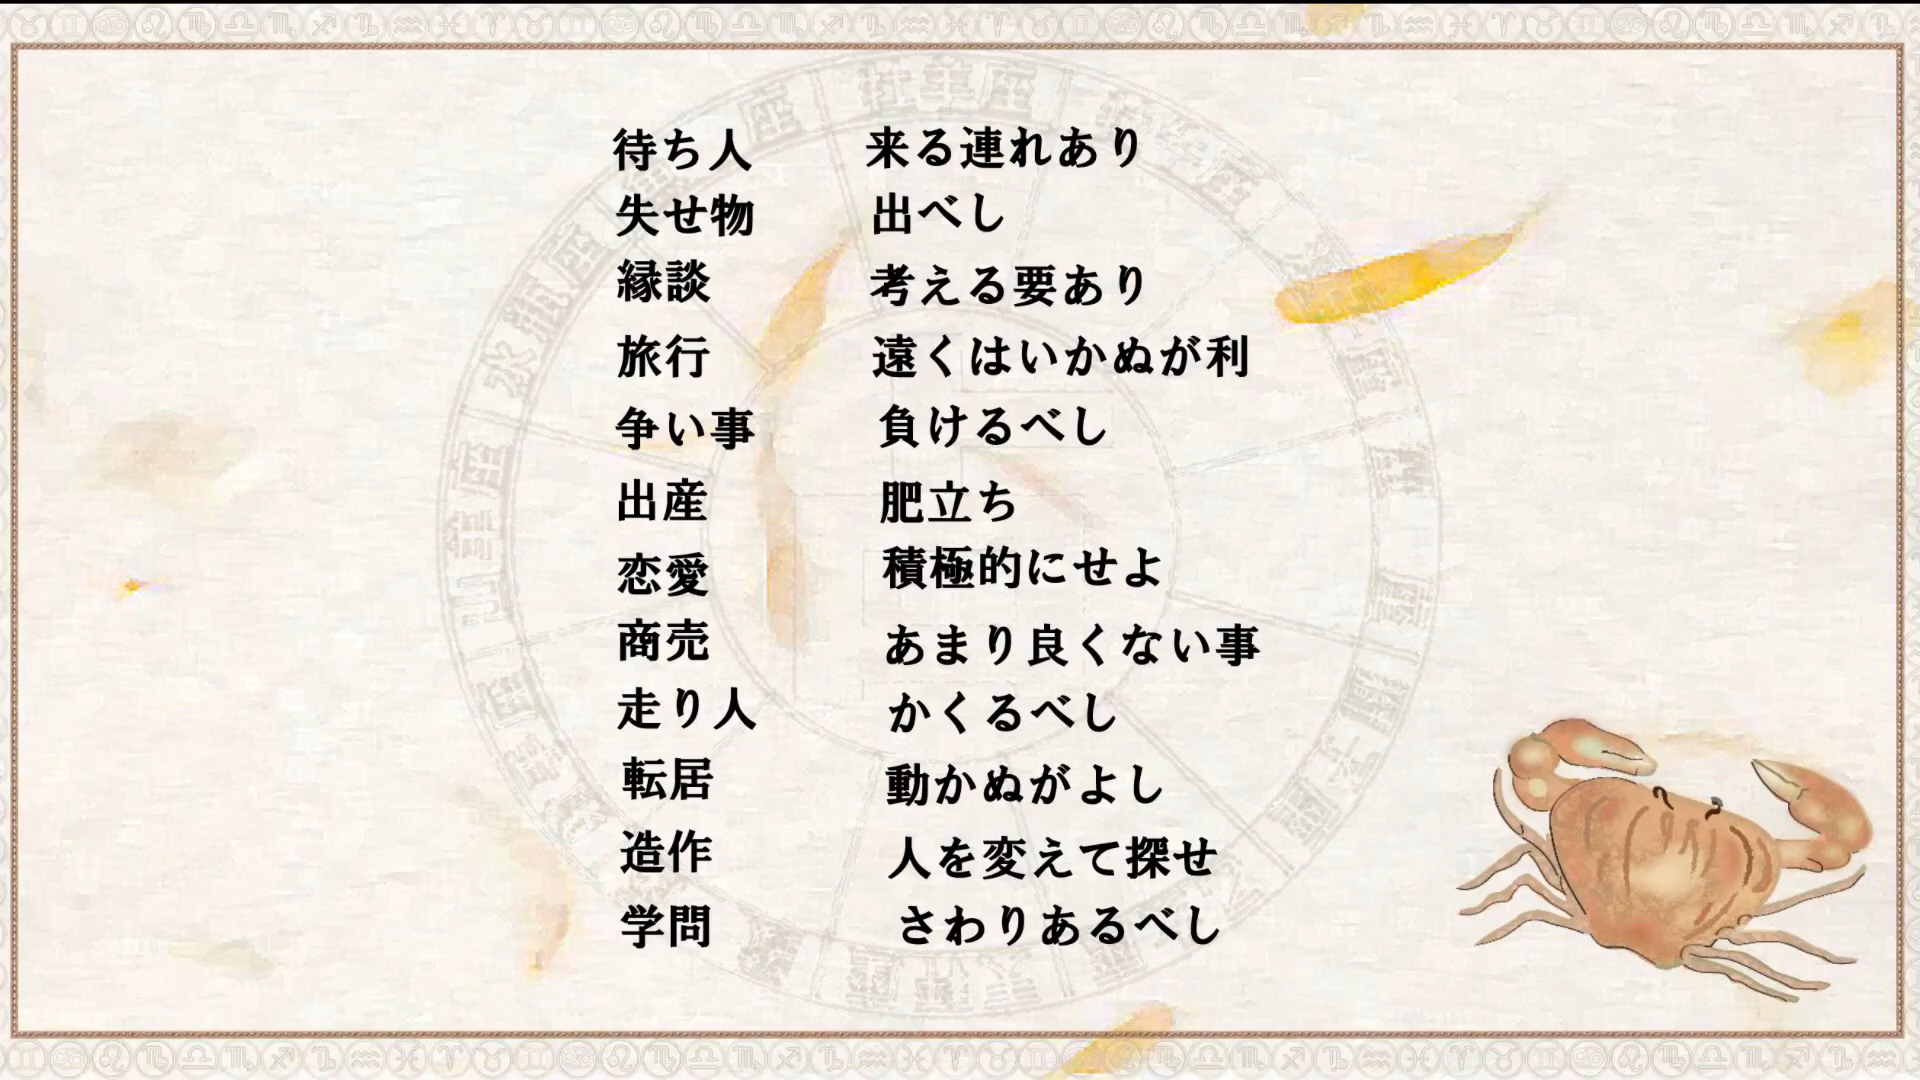 待ち人 来る連れあり
失せ物 出べし
縁談 考える要あり
旅行 遠くはいかぬが利
争い事 負けるべし
出産 肥立ち
恋愛 積極的にせよ
商売 あまり良くない事
走り人 かくるべし
転居 動かぬがよし
造作 人を変えて探せ
学問 さわりあるべし